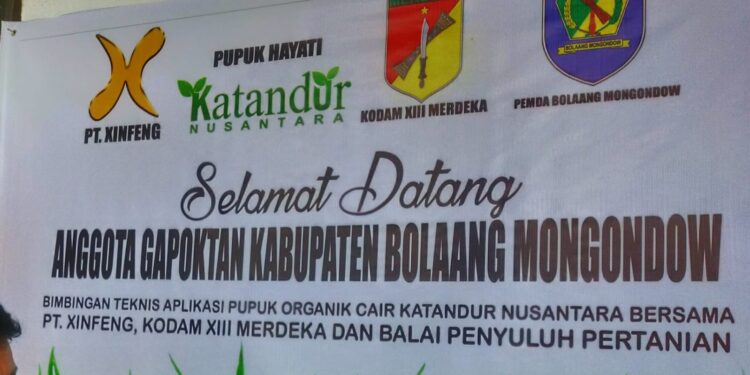 PT. XINFENG
PUPUK HAYATI
Katandur
NUSANTARA
KODAM XIII MERDEKA
BOLAANG MONGONDOW
PEMDA BOLAANG MONGONDOW
Selamat Datang
ANGGOTA GAPOKTAN KABUPATEN BOLAANG MONGONDOW
BIMBINGAN TEKNIS APLIKASI PUPUK ORGANIK CAIR KATANDUR NUSANTARA BERSAMA
PT. XINFENG, KODAM XIII MERDEKA DAN BALAI PENYULUH PERTANIAN